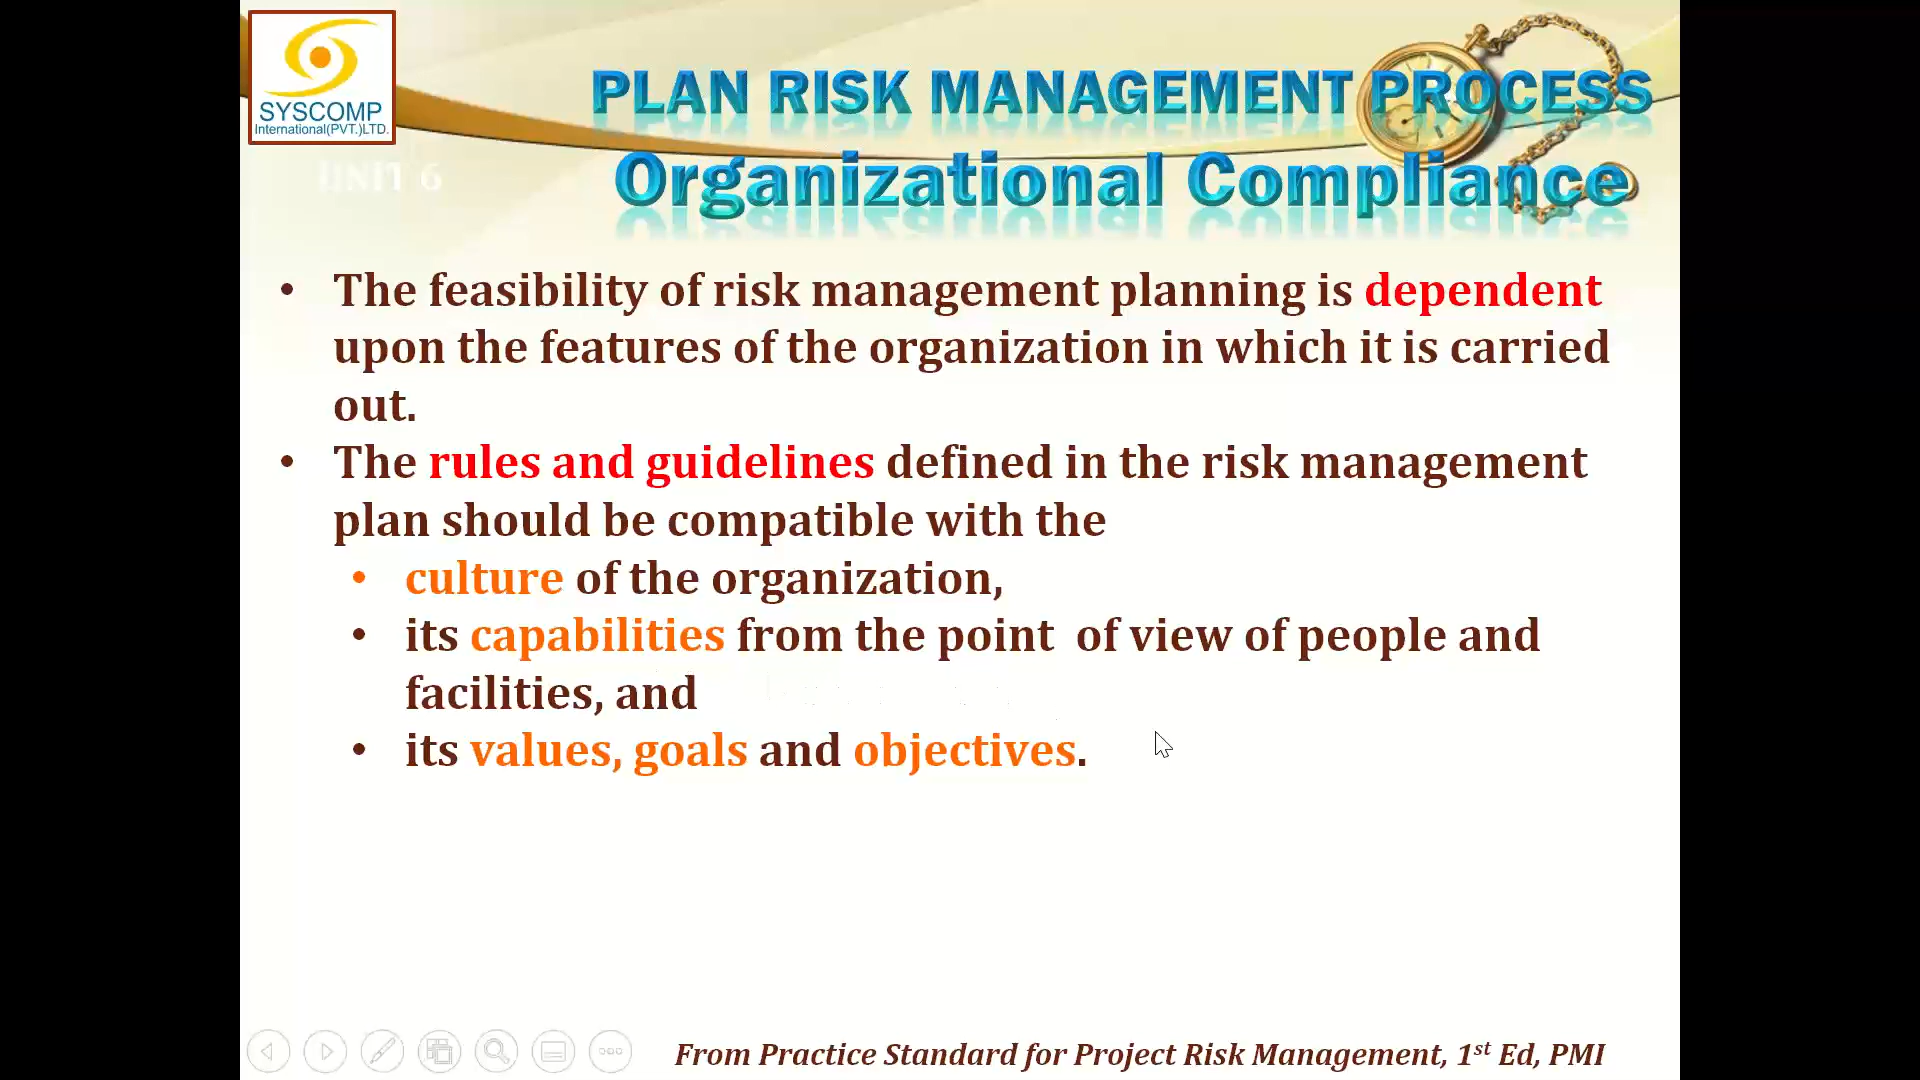 SYSCOMP
International(PVT.)LTD.
UNIT 6
PLAN RISK MANAGEMENT PROCESS
Organizational Compliance
• The feasibility of risk management planning is dependent
upon the features of the organization in which it is carried
out.
• The rules and guidelines defined in the risk management
plan should be compatible with the
• culture of the organization,
• its capabilities from the point  of view of people and
facilities, and
• its values, goals and objectives.
From Practice Standard for Project Risk Management, 1st Ed, PMI